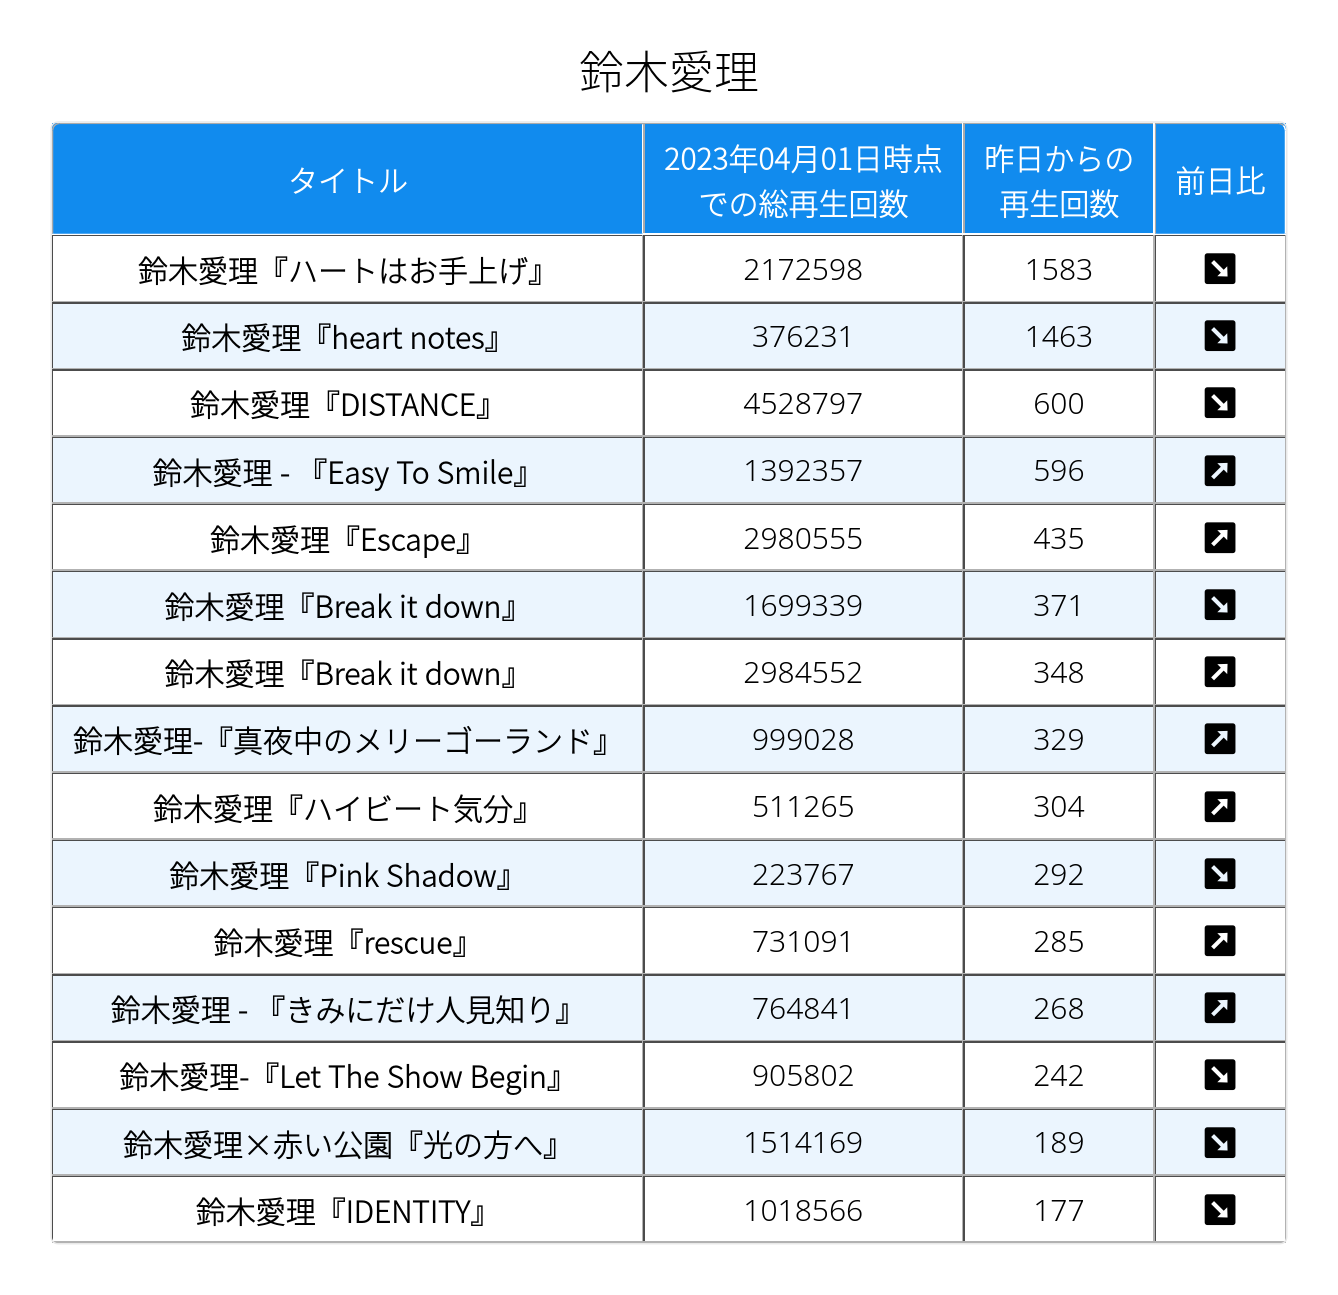 鈴木愛理
タイトル
2023年04月01日時点
での総再生回数
昨日からの
再生回数
前日比
鈴木愛理『ハートはお手上げ』 2172598 1583 ↘
鈴木愛理『heart notes』 376231 1463 ↘
鈴木愛理『DISTANCE』 4528797 600 ↘
鈴木愛理 - 『Easy To Smile』 1392357 596 ↗
鈴木愛理『Escape』 2980555 435 ↗
鈴木愛理『Break it down』 1699339 371 ↘
鈴木愛理『Break it down』 2984552 348 ↗
鈴木愛理-『真夜中のメリーゴーランド』 999028 329 ↗
鈴木愛理『ハイビート気分』 511265 304 ↗
鈴木愛理『Pink Shadow』 223767 292 ↘
鈴木愛理『rescue』 731091 285 ↗
鈴木愛理 - 『きみにだけ人見知り』 764841 268 ↗
鈴木愛理-『Let The Show Begin』 905802 242 ↘
鈴木愛理×赤い公園『光の方へ』 1514169 189 ↘
鈴木愛理『IDENTITY』 1018566 177 ↘